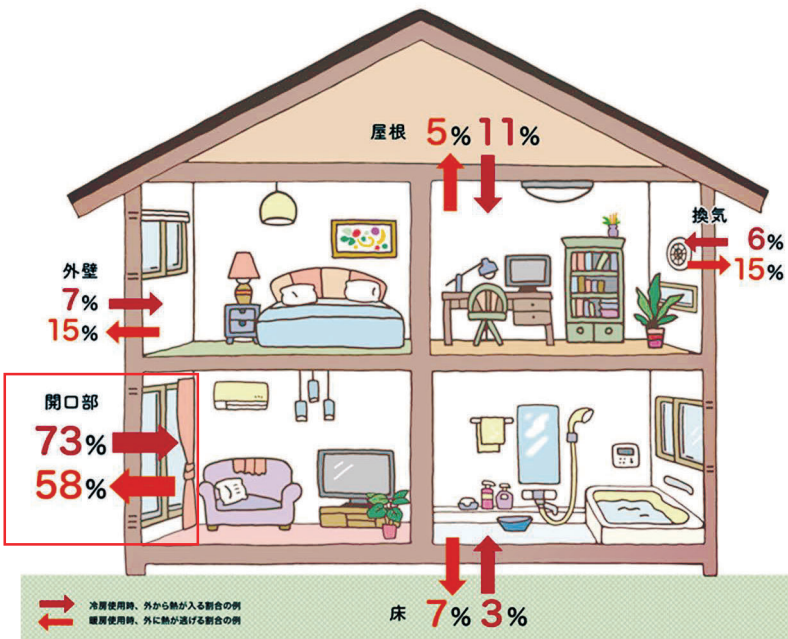 屋根 5% 11%
換気
6%
15%
外壁
7%
15%
開口部
73%
58%
床 7% 3%
冷房使用時、外から熱が入る割合の例
暖房使用時、外に熱が逃げる割合の例